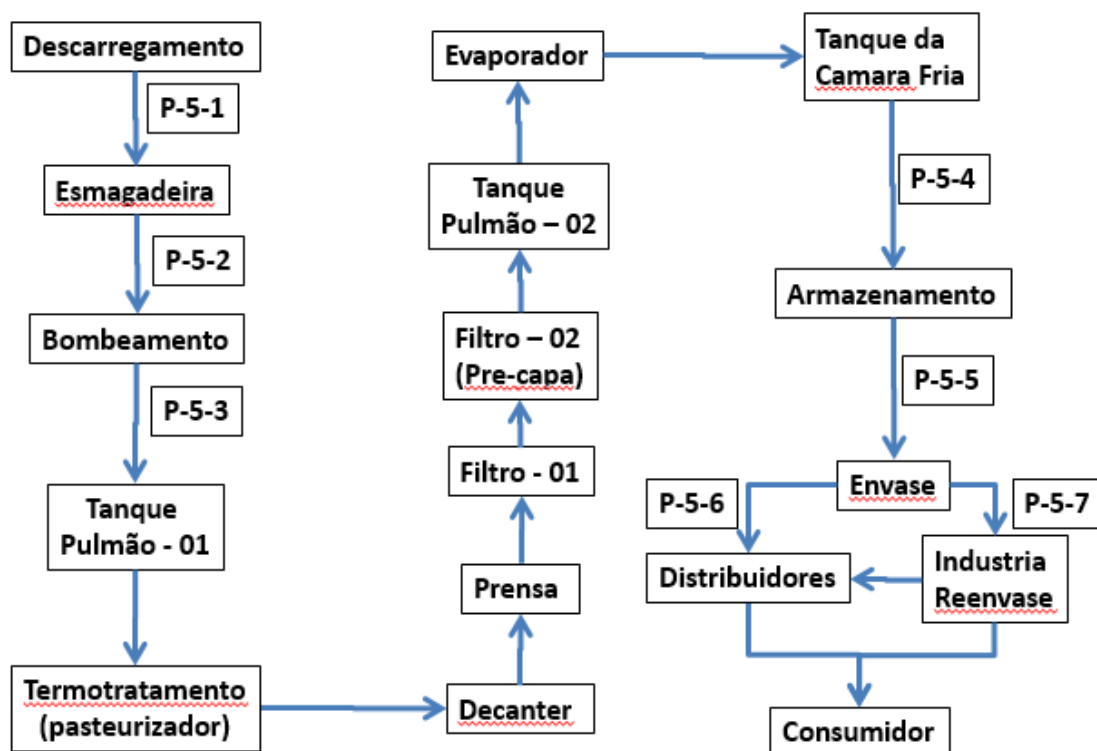 Descarregamento
P-5-1
Esmagadeira
P-5-2
Bombeamento
P-5-3
Tanque
Pulmão - 01
Termotratamento
(pasteurizador)
Decanter
Prensa
Filtro - 01
Filtro – 02
(Pre-capa)
Tanque
Pulmão – 02
Evaporador
Tanque da
Camara Fria
P-5-4
Armazenamento
P-5-5
Envase
P-5-6
P-5-7
Distribuidores
Industria
Reenvase
Consumidor